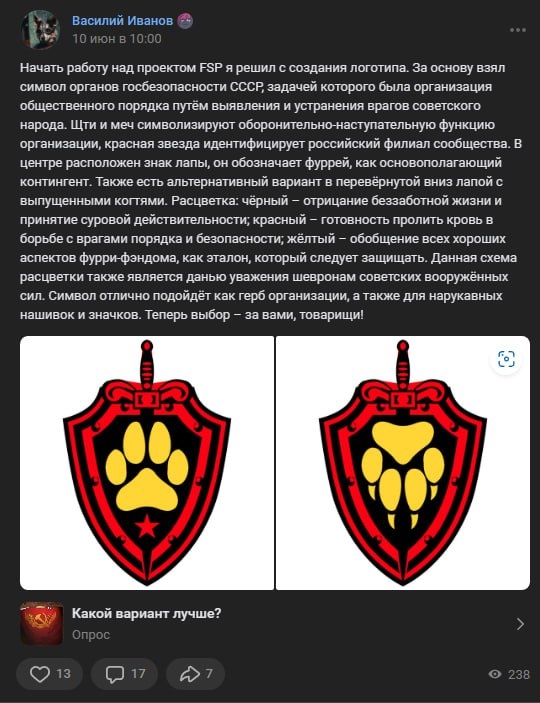 Василий Иванов
10 июн в 10:00
Начать работу над проектом FSP я решил с создания логотипа. За основу взял
символ органов госбезопасности СССР, задачей которого была организация
общественного порядка путём выявления и устранения врагов советского
народа. Щти и меч символизируют оборонительно-наступательную функцию
организации, красная звезда идентифицирует российский филиал сообщества. В
центре расположен знак лапы, он обозначает фуррей, как основополагающий
контингент. Также есть альтернативный вариант в перевёрнутой вниз лапой с
выпущенными когтями. Расцветка: чёрный – отрицание беззаботной жизни и
принятие суровой действительности; красный – готовность пролить кровь в
борьбе с врагами порядка и безопасности; жёлтый – обобщение всех хороших
аспектов фурри-фэндома, как эталон, который следует защищать. Данная схема
расцветки также является данью уважения шевронам советских вооружённых
сил. Символ отлично подойдёт как герб организации, а также для нарукавных
нашивок и значков. Теперь выбор – за вами, товарищи!
Какой вариант лучше?
Опрос
13 17 7 238